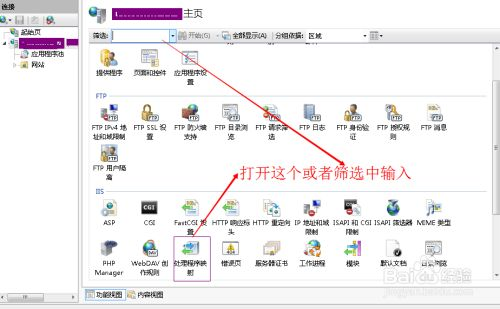 连接
起始页
应用程序池
网站
主页
筛选:
开始(G)
全部显示(A)
分组依据:
区域
提供程序 页面和控件 应用程序设置
FTP
FTP IPv4 地址和域限制 FTP SSL 设置 FTP 防火墙支持 FTP 目录浏览 FTP 请求筛选 FTP 日志 FTP 身份验证 FTP 授权规则 FTP 消息
FTP 用户隔离
打开这个或者筛选中输入
IIS
ASP CGI FastCGI 设置 HTTP 响应标头 HTTP 重定向 IP 地址和域限制 ISAPI 和 CGI 限制 ISAPI 筛选器 MIME 类型
PHP Manager WebDAV 创作规则 处理程序映射 错误页 服务器证书 工作进程 模块 默认文档 目录浏览
功能视图 内容视图
Baidu 经验
jingyan.baidu.com